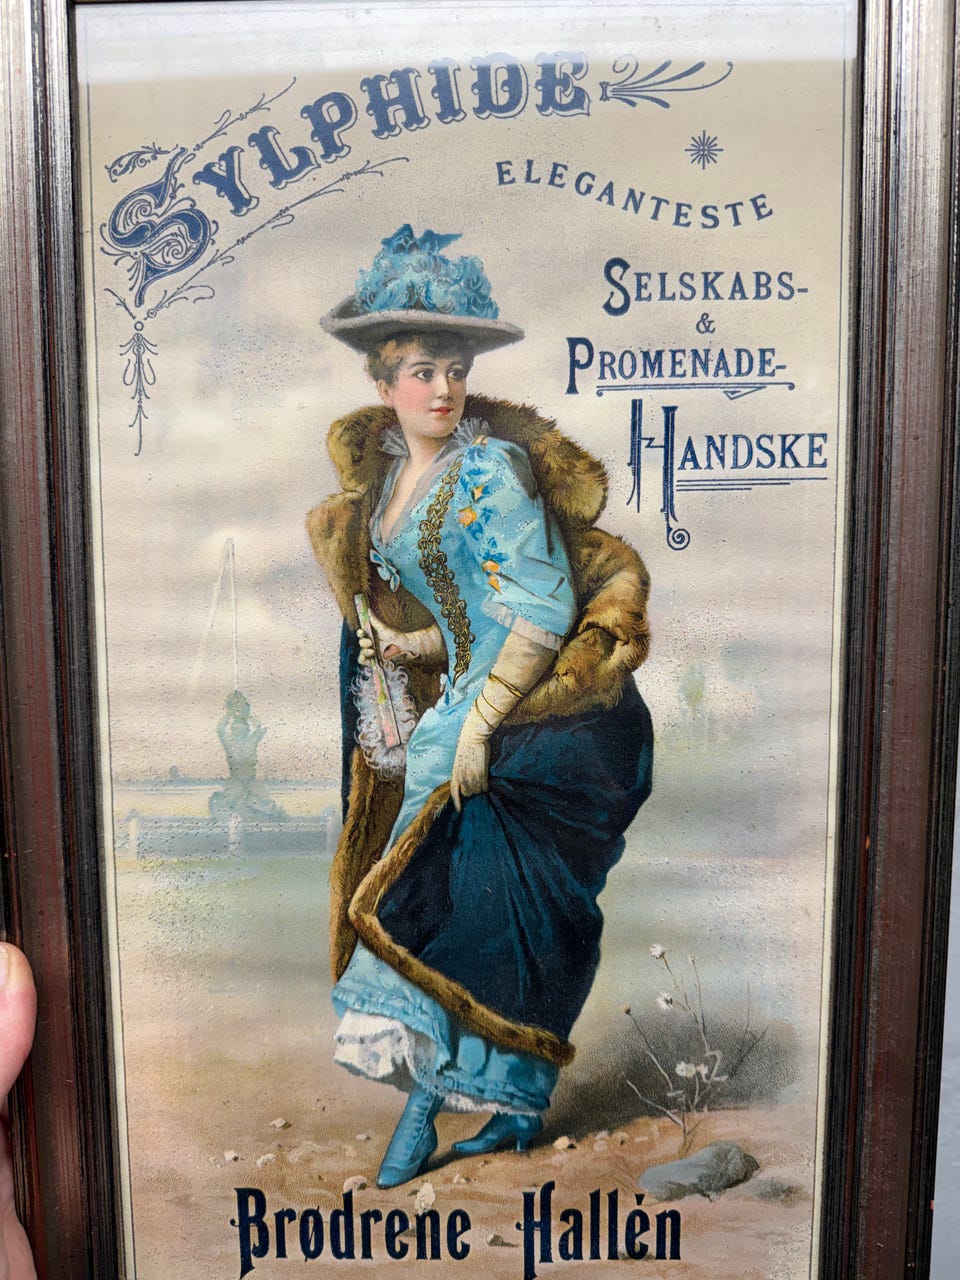 SYLPHIDE
ELEGANTESTE
SELSKABS-
&
PROMENADE-
HANDSKE
Brødrene Hallén